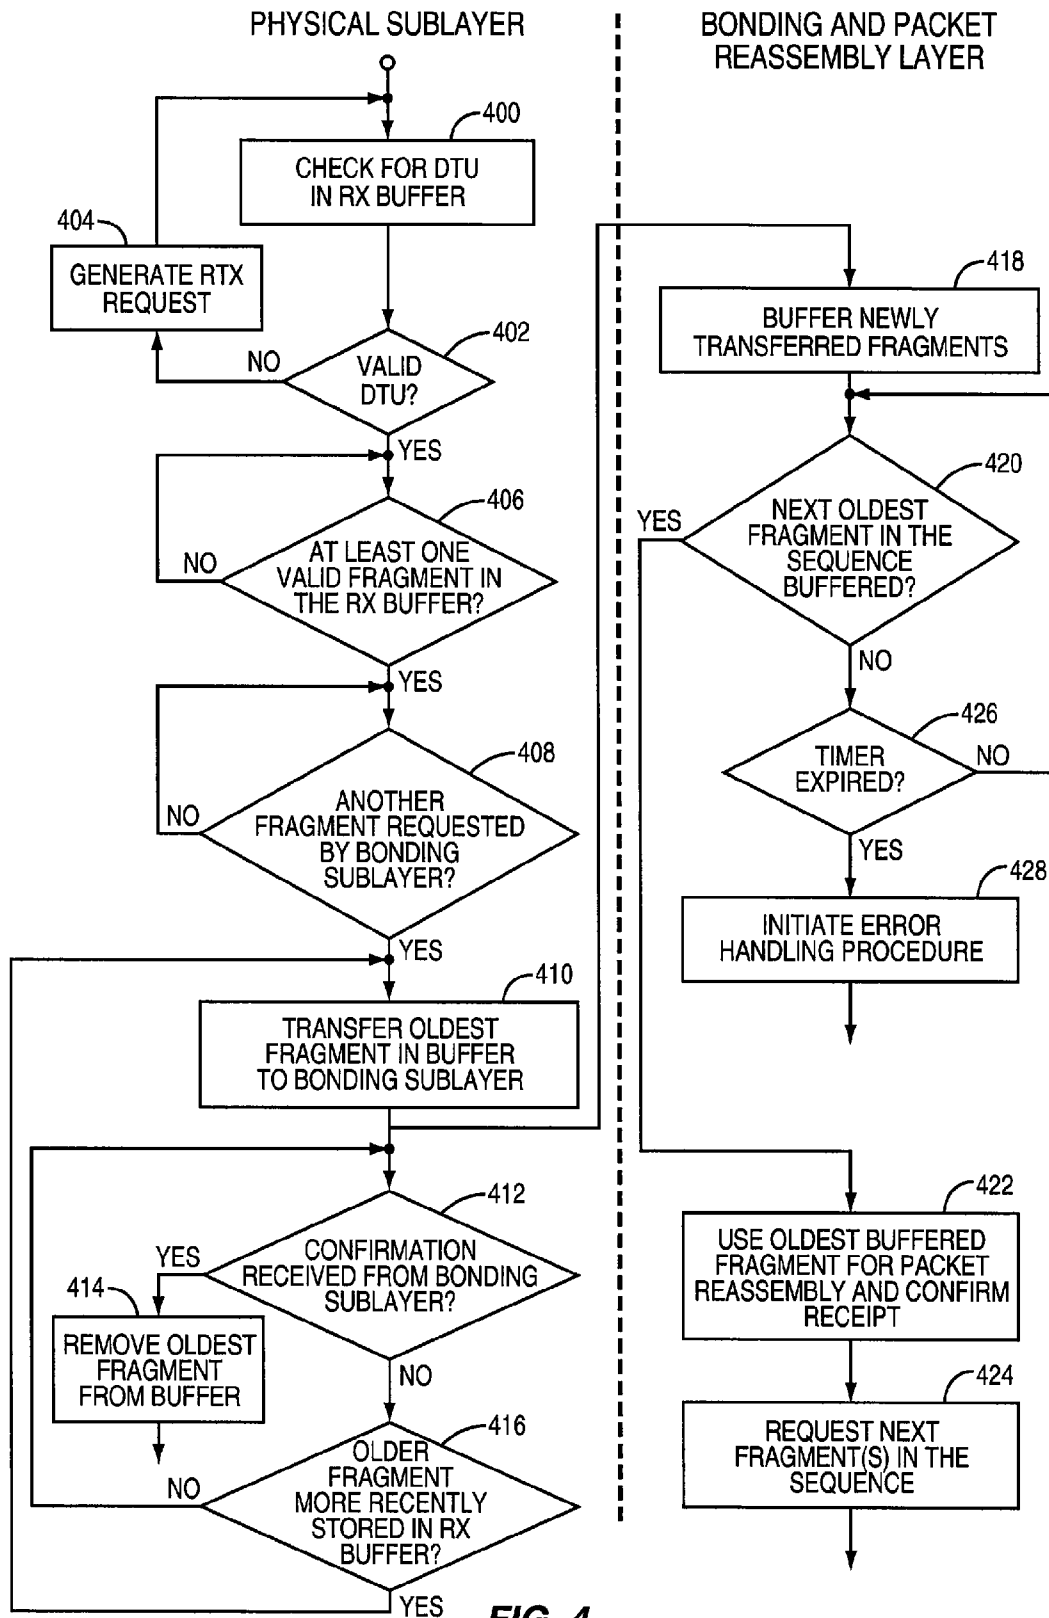 PHYSICAL SUBLAYER
BONDING AND PACKET
REASSEMBLY LAYER
400
CHECK FOR DTU
IN RX BUFFER
404
GENERATE RTX
REQUEST
402
VALID
DTU?
NO
YES
406
AT LEAST ONE
VALID FRAGMENT IN
THE RX BUFFER?
NO
YES
408
ANOTHER
FRAGMENT REQUESTED
BY BONDING
SUBLAYER?
NO
YES
410
TRANSFER OLDEST
FRAGMENT IN BUFFER
TO BONDING SUBLAYER
412
CONFIRMATION
RECEIVED FROM BONDING
SUBLAYER?
YES
414
REMOVE OLDEST
FRAGMENT
FROM BUFFER
NO
416
OLDER
FRAGMENT
MORE RECENTLY
STORED IN RX
BUFFER?
NO
YES
418
BUFFER NEWLY
TRANSFERRED FRAGMENTS
420
NEXT OLDEST
FRAGMENT IN THE
SEQUENCE
BUFFERED?
YES
NO
426
TIMER
EXPIRED?
NO
YES
428
INITIATE ERROR
HANDLING PROCEDURE
422
USE OLDEST BUFFERED
FRAGMENT FOR PACKET
REASSEMBLY AND CONFIRM
RECEIPT
424
REQUEST NEXT
FRAGMENT(S) IN THE
SEQUENCE
FIG. 4